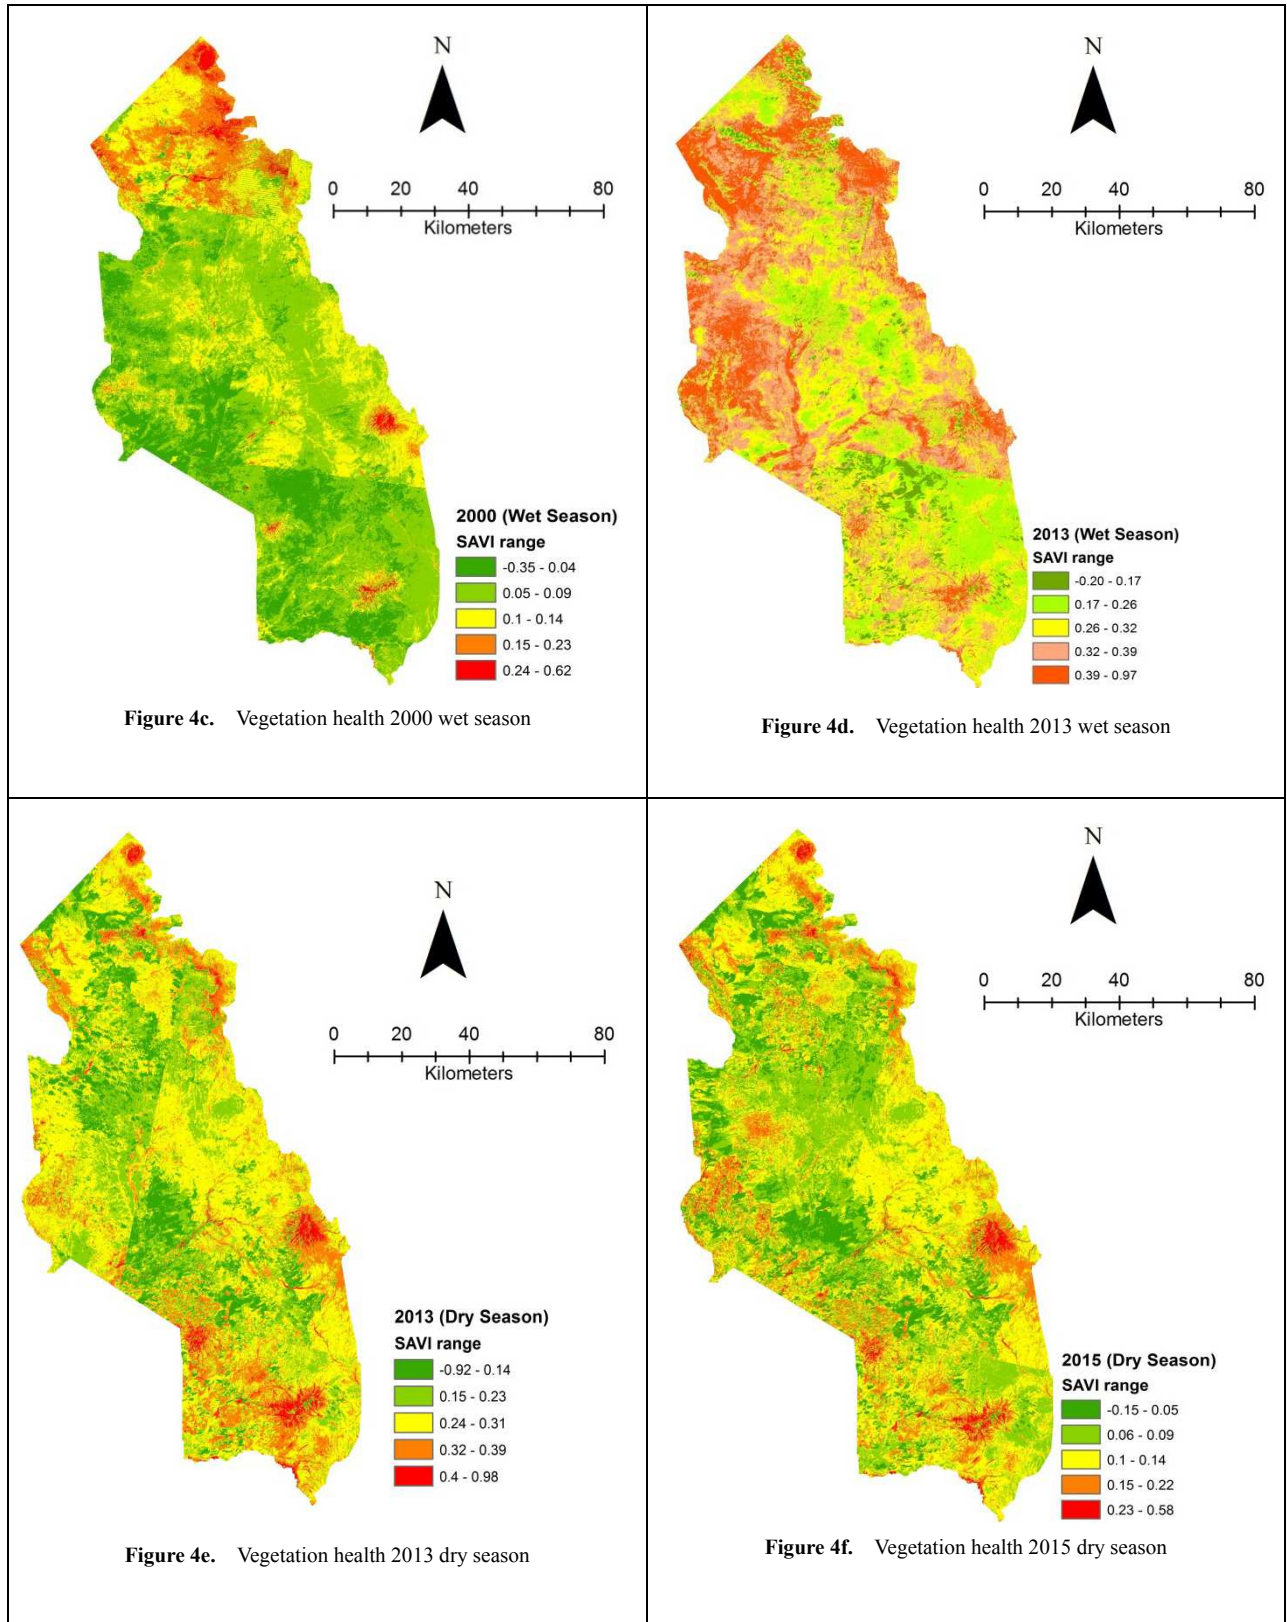 N
0 20 40 80
Kilometers
2000 (Wet Season)
SAVI range
-0.35 - 0.04
0.05 - 0.09
0.1 - 0.14
0.15 - 0.23
0.24 - 0.62
Figure 4c. Vegetation health 2000 wet season
N
0 20 40 80
Kilometers
2013 (Wet Season)
SAVI range
-0.20 - 0.17
0.17 - 0.26
0.26 - 0.32
0.32 - 0.39
0.39 - 0.97
Figure 4d. Vegetation health 2013 wet season
N
0 20 40 80
Kilometers
2013 (Dry Season)
SAVI range
-0.92 - 0.14
0.15 - 0.23
0.24 - 0.31
0.32 - 0.39
0.4 - 0.98
Figure 4e. Vegetation health 2013 dry season
N
0 20 40 80
Kilometers
2015 (Dry Season)
SAVI range
-0.15 - 0.05
0.06 - 0.09
0.1 - 0.14
0.15 - 0.22
0.23 - 0.58
Figure 4f. Vegetation health 2015 dry season